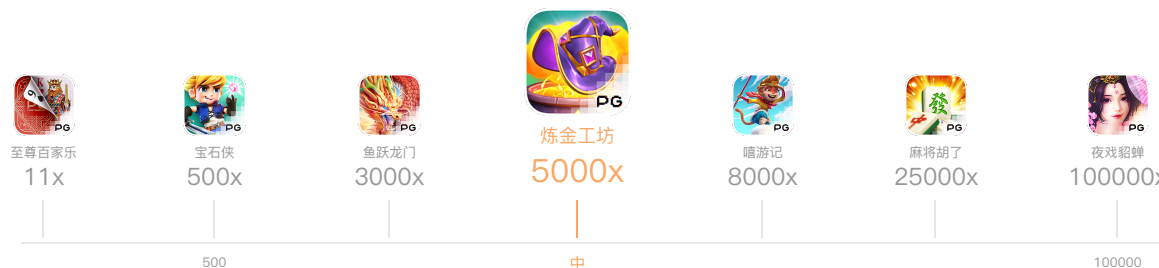 PG
至尊百家乐
11x
PG
宝石侠
500x
PG
鱼跃龙门
3000x
PG
炼金工坊
5000x
PG
嘻游记
8000x
PG
發
麻将胡了
25000x
PG
夜戏貂蝉
100000x
500
中
100000